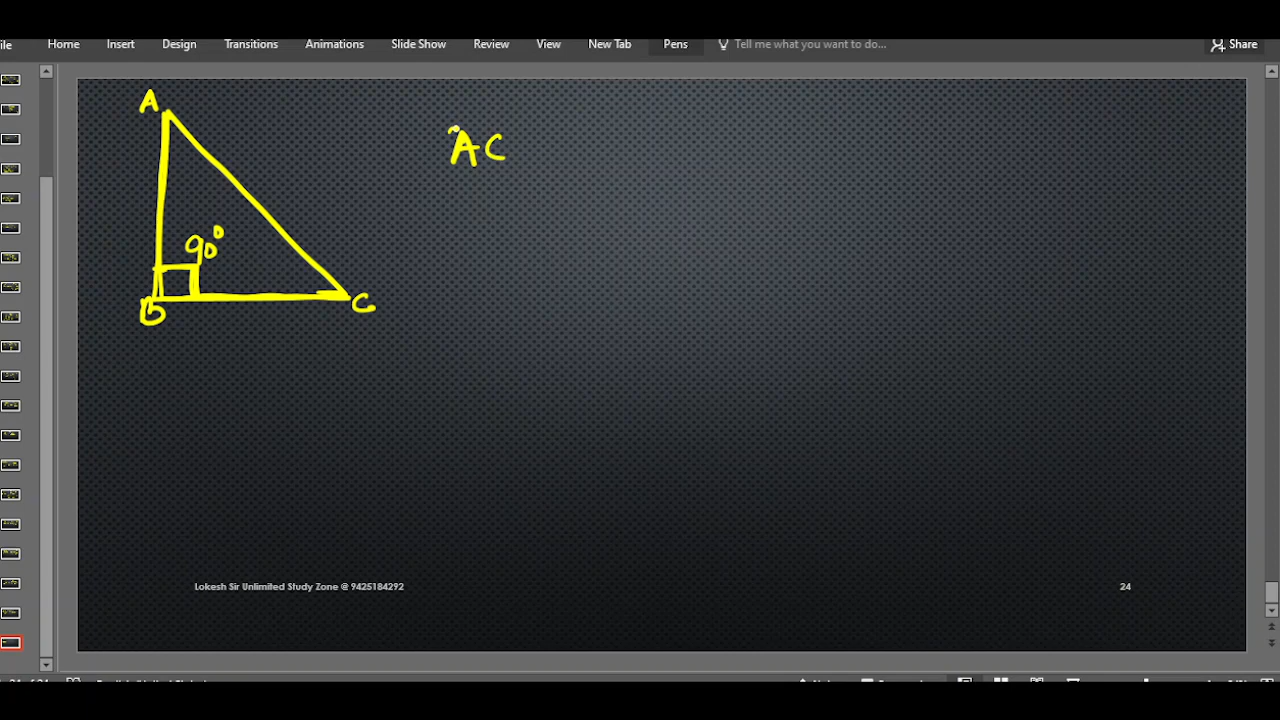 ile Home Insert Design Transitions Animations Slide Show Review View New Tab Pens Tell me what you want to do... Share
A
AC
90°
B
C
Lokesh Sir Unlimited Study Zone @ 9425184292
24